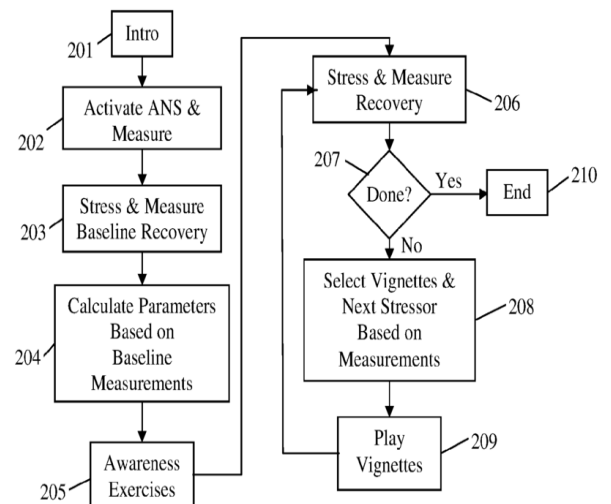 Intro
201
Activate ANS &
Measure
202
Stress & Measure
Baseline Recovery
203
Calculate Parameters
Based on
Baseline
Measurements
204
Awareness
Exercises
205
Stress & Measure
Recovery
206
207
Done?
Yes
End
210
No
Select Vignettes &
Next Stressor
Based on
Measurements
208
Play
Vignettes
209